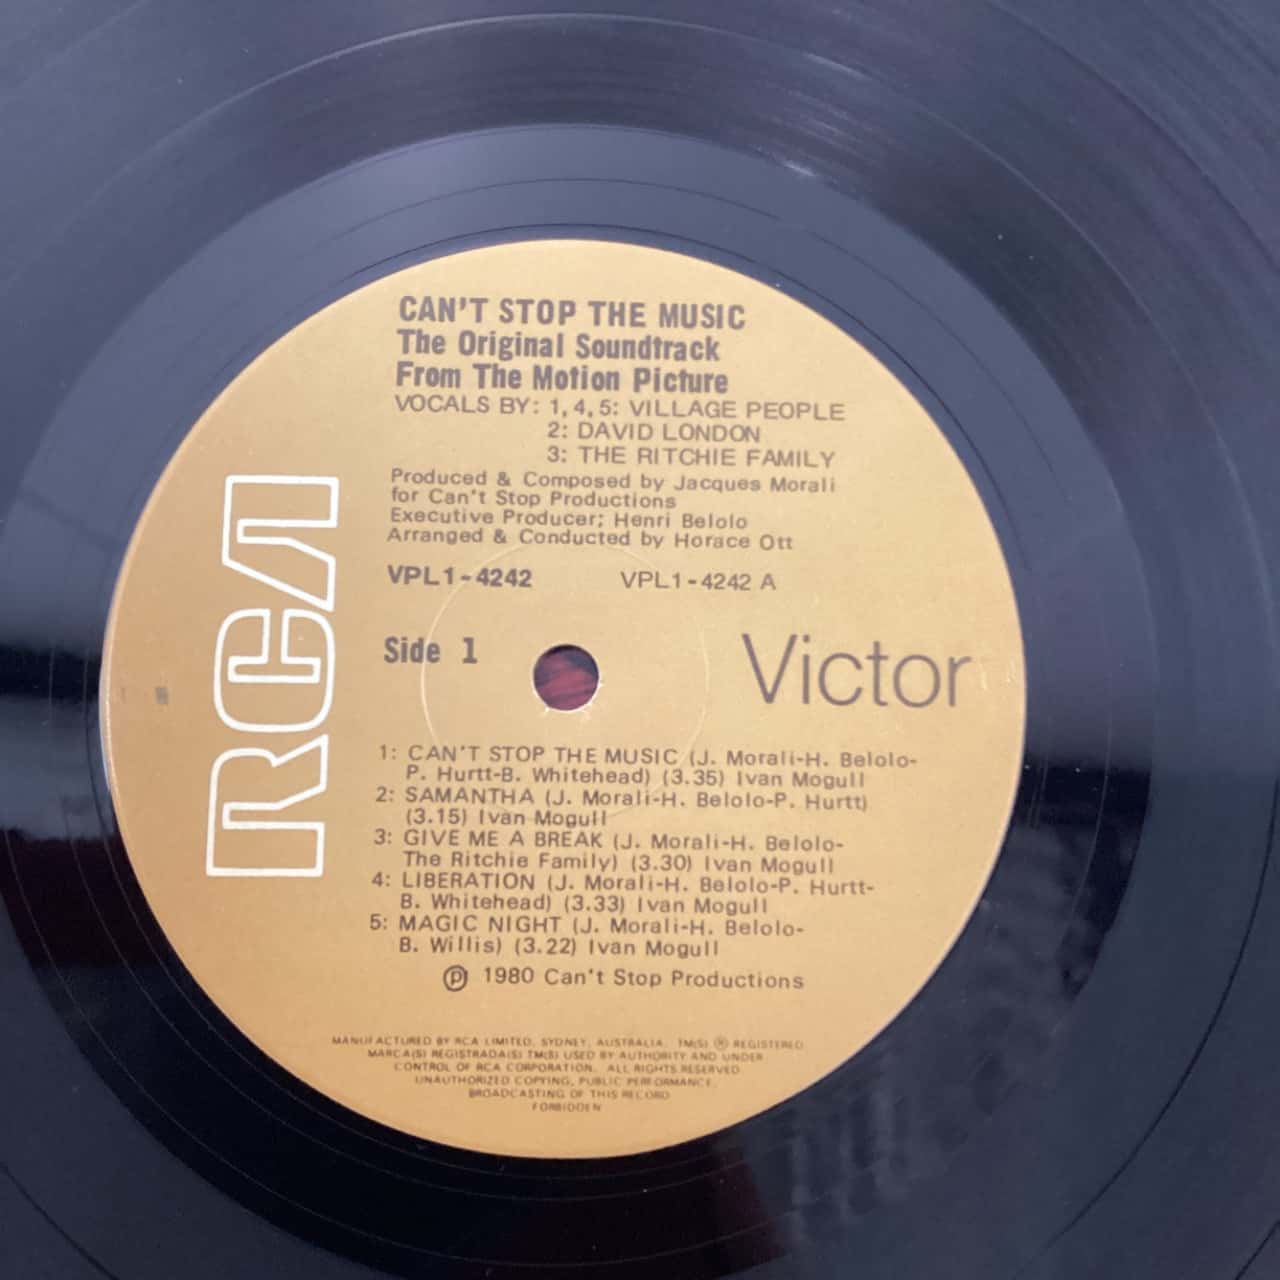 CAN'T STOP THE MUSIC
The Original Soundtrack
From The Motion Picture
VOCALS BY: 1, 4, 5: VILLAGE PEOPLE
2: DAVID LONDON
3: THE RITCHIE FAMILY
Produced & Composed by Jacques Morali
for Can't Stop Productions
Executive Producer; Henri Belolo
Arranged & Conducted by Horace Ott
VPL1-4242 VPL1-4242 A
Side 1
RCA
Victor
1: CAN'T STOP THE MUSIC (J. Morali-H. Belolo-
P. Hurtt-B. Whitehead) (3.35) Ivan Mogull
2: SAMANTHA (J. Morali-H. Belolo-P. Hurtt)
(3.15) Ivan Mogull
3: GIVE ME A BREAK (J. Morali-H. Belolo-
The Ritchie Family) (3.30) Ivan Mogull
4: LIBERATION (J. Morali-H. Belolo-P. Hurtt-
B. Whitehead) (3.33) Ivan Mogull
5: MAGIC NIGHT (J. Morali-H. Belolo-
B. Willis) (3.22) Ivan Mogull
℗ 1980 Can't Stop Productions
MANUFACTURED BY RCA LIMITED, SYDNEY, AUSTRALIA. TM(S) ® REGISTERED
MARCA(S) REGISTRADA(S) TM(S) USED BY AUTHORITY AND UNDER
CONTROL OF RCA CORPORATION. ALL RIGHTS RESERVED
UNAUTHORIZED COPYING, PUBLIC PERFORMANCE,
BROADCASTING OF THIS RECORD
FORBIDDEN